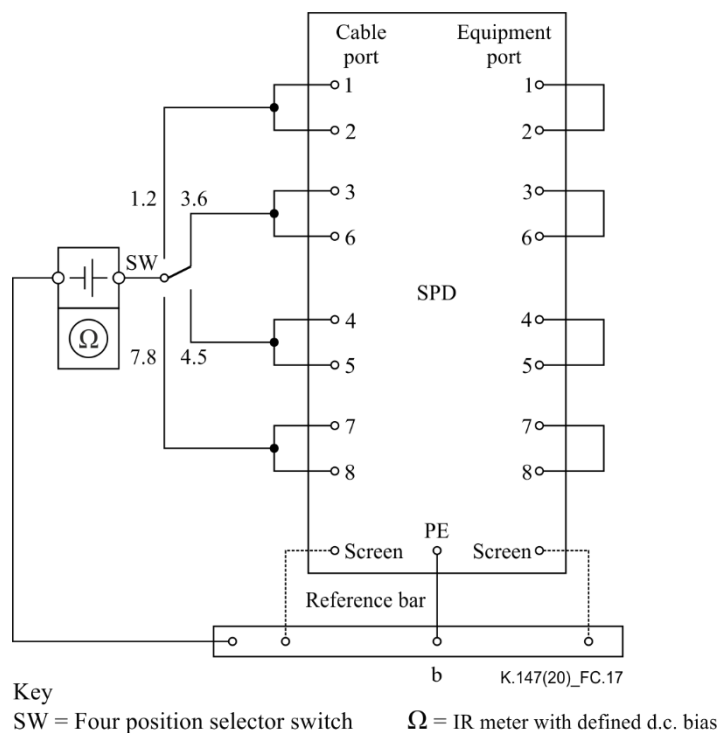 Cable
port
Equipment
port
1
1
2
2
1.2
3.6
3
3
6
6
SW
SPD
Ω
7.8
4.5
4
4
5
5
7
7
8
8
PE
Screen
Screen
Reference bar
b
K.147(20)_FC.17
Key
SW = Four position selector switch
Ω = IR meter with defined d.c. bias